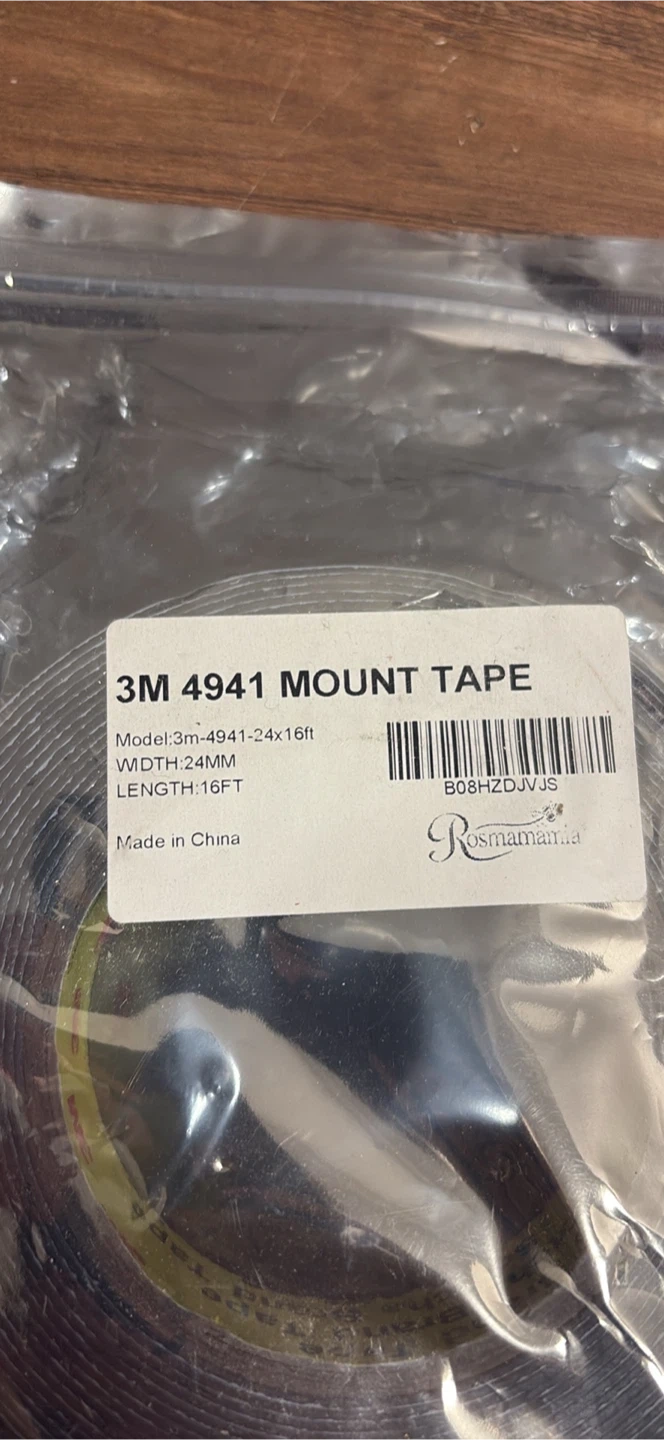 3M 4941 MOUNT TAPE
Model:3m-4941-24x16ft
WIDTH:24MM
LENGTH:16FT
B08HZDJVJS
Made in China
Rosmamamia